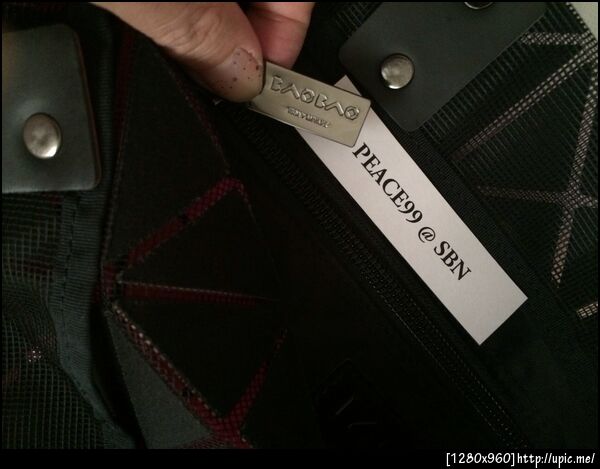 BAOBAO
PEACE99 @ SBN
[1280x960]http://upic.me/